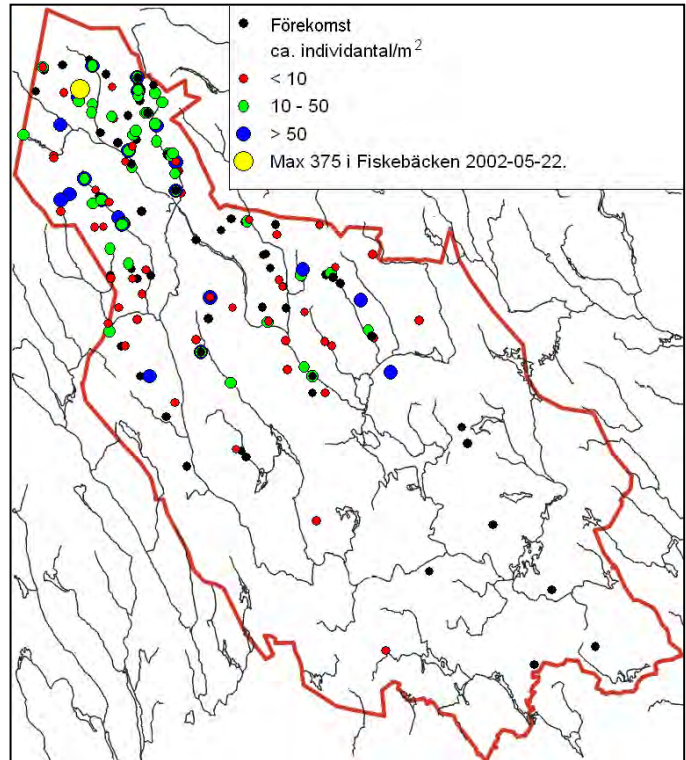 Förekomst
ca. individantal/m²
< 10
10 - 50
> 50
Max 375 i Fiskebäcken 2002-05-22.